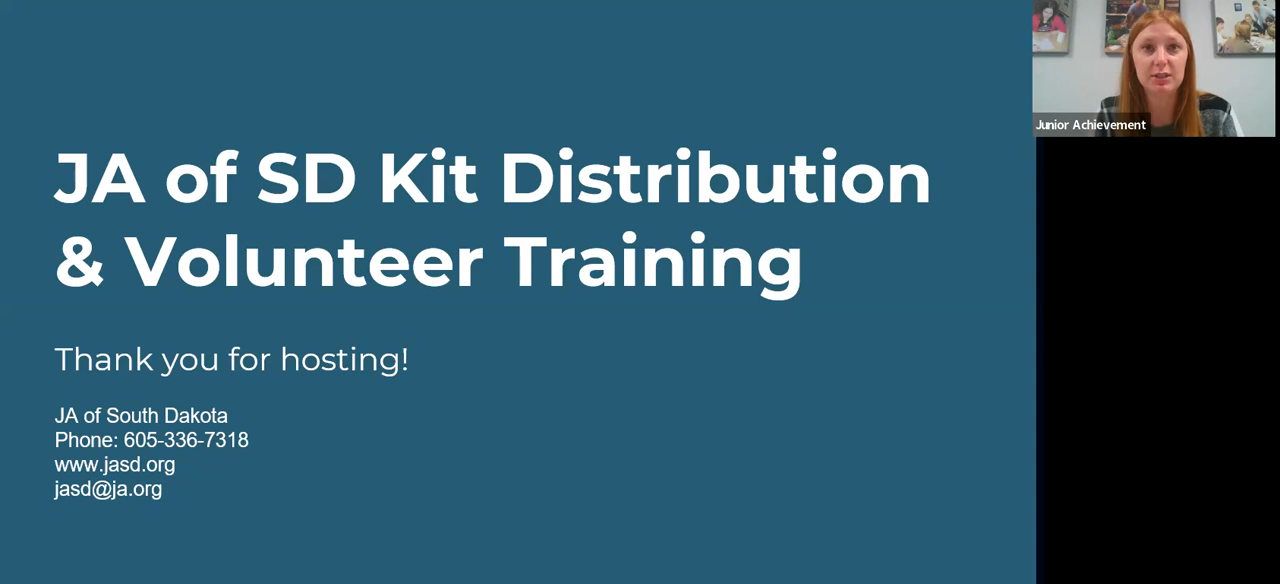 JA of SD Kit Distribution
& Volunteer Training
Thank you for hosting!
JA of South Dakota
Phone: 605-336-7318
www.jasd.org
jasd@ja.org
Junior Achievement